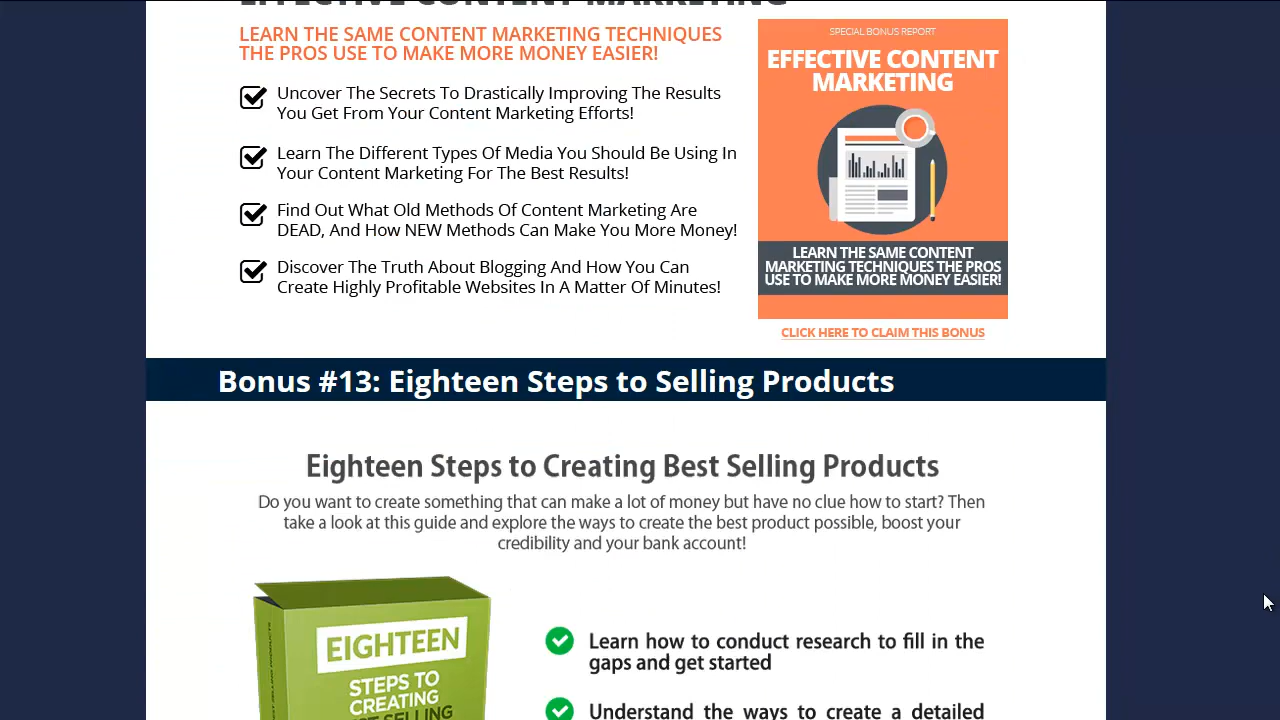 EFFECTIVE CONTENT MARKETING
LEARN THE SAME CONTENT MARKETING TECHNIQUES
THE PROS USE TO MAKE MORE MONEY EASIER!
Uncover The Secrets To Drastically Improving The Results
You Get From Your Content Marketing Efforts!
Learn The Different Types Of Media You Should Be Using In
Your Content Marketing For The Best Results!
Find Out What Old Methods Of Content Marketing Are
DEAD, And How NEW Methods Can Make You More Money!
Discover The Truth About Blogging And How You Can
Create Highly Profitable Websites In A Matter Of Minutes!
SPECIAL BONUS REPORT
EFFECTIVE CONTENT
MARKETING
LEARN THE SAME CONTENT
MARKETING TECHNIQUES THE PROS
USE TO MAKE MORE MONEY EASIER!
CLICK HERE TO CLAIM THIS BONUS
Bonus #13: Eighteen Steps to Selling Products
Eighteen Steps to Creating Best Selling Products
Do you want to create something that can make a lot of money but have no clue how to start? Then
take a look at this guide and explore the ways to create the best product possible, boost your
credibility and your bank account!
EIGHTEEN
STEPS TO
CREATING
BEST SELLING
Learn how to conduct research to fill in the
gaps and get started
Understand the ways to create a detailed